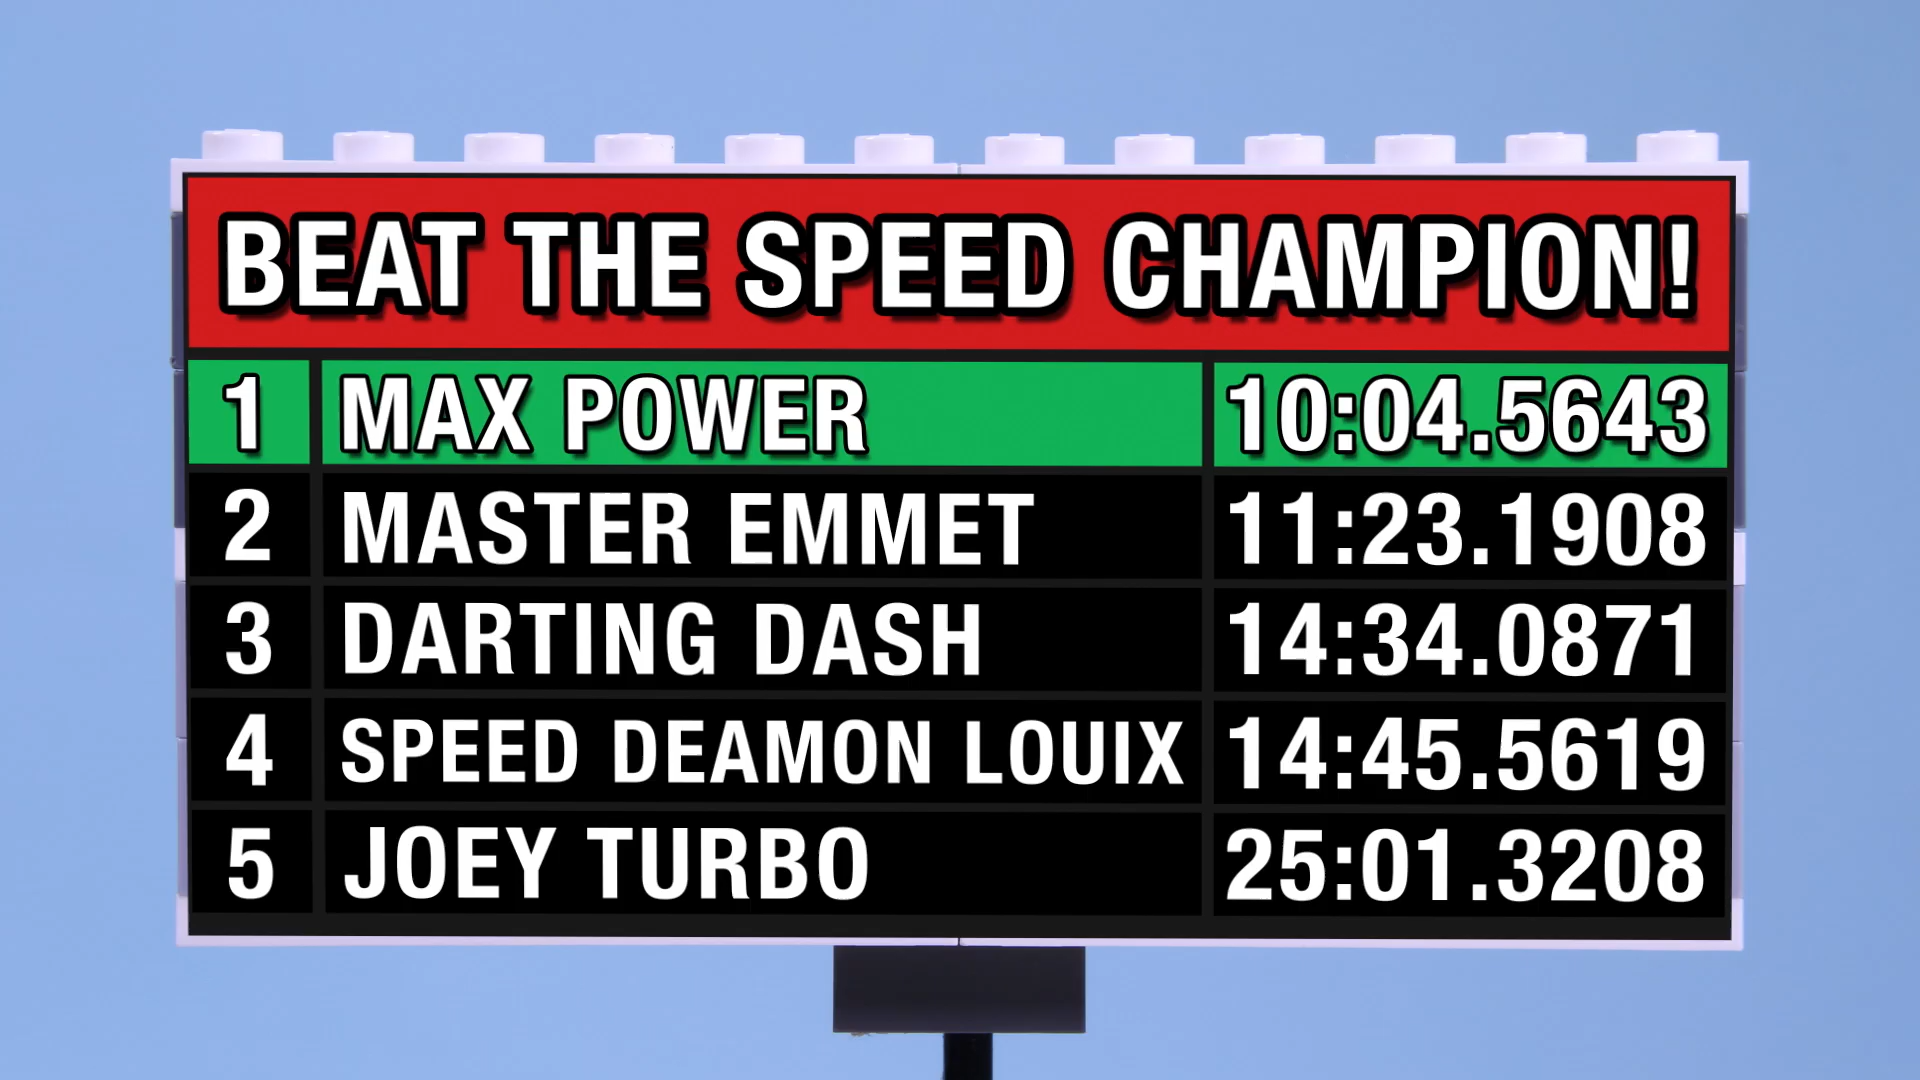 BEAT THE SPEED CHAMPION!
1 MAX POWER 10:04.5643
2 MASTER EMMET 11:23.1908
3 DARTING DASH 14:34.0871
4 SPEED DEAMON LOUIX 14:45.5619
5 JOEY TURBO 25:01.3208